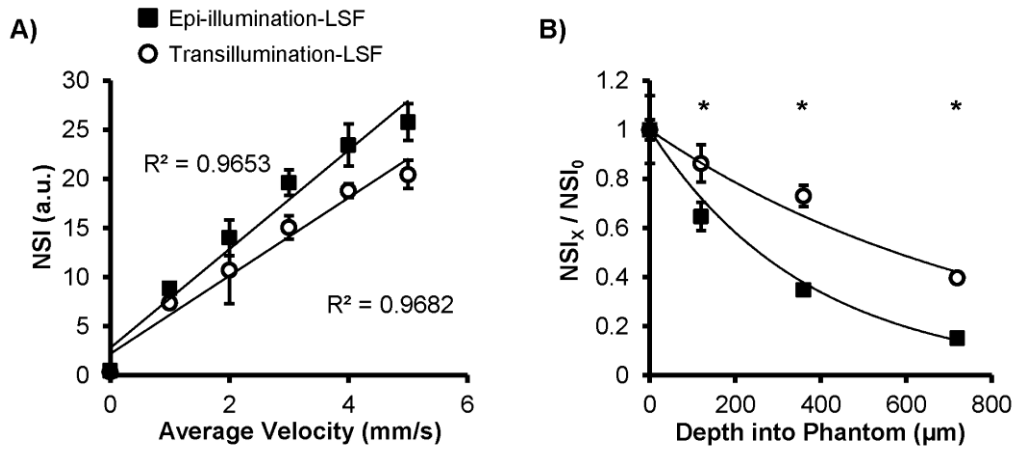 A)
Epi-illumination-LSF
Transillumination-LSF
NSI (a.u.)
30
25
20
15
10
5
0
R² = 0.9653
R² = 0.9682
0 2 4 6
Average Velocity (mm/s)
B)
NSIX / NSI0
1.2
1
0.8
0.6
0.4
0.2
0
* * *
0 200 400 600 800
Depth into Phantom (μm)